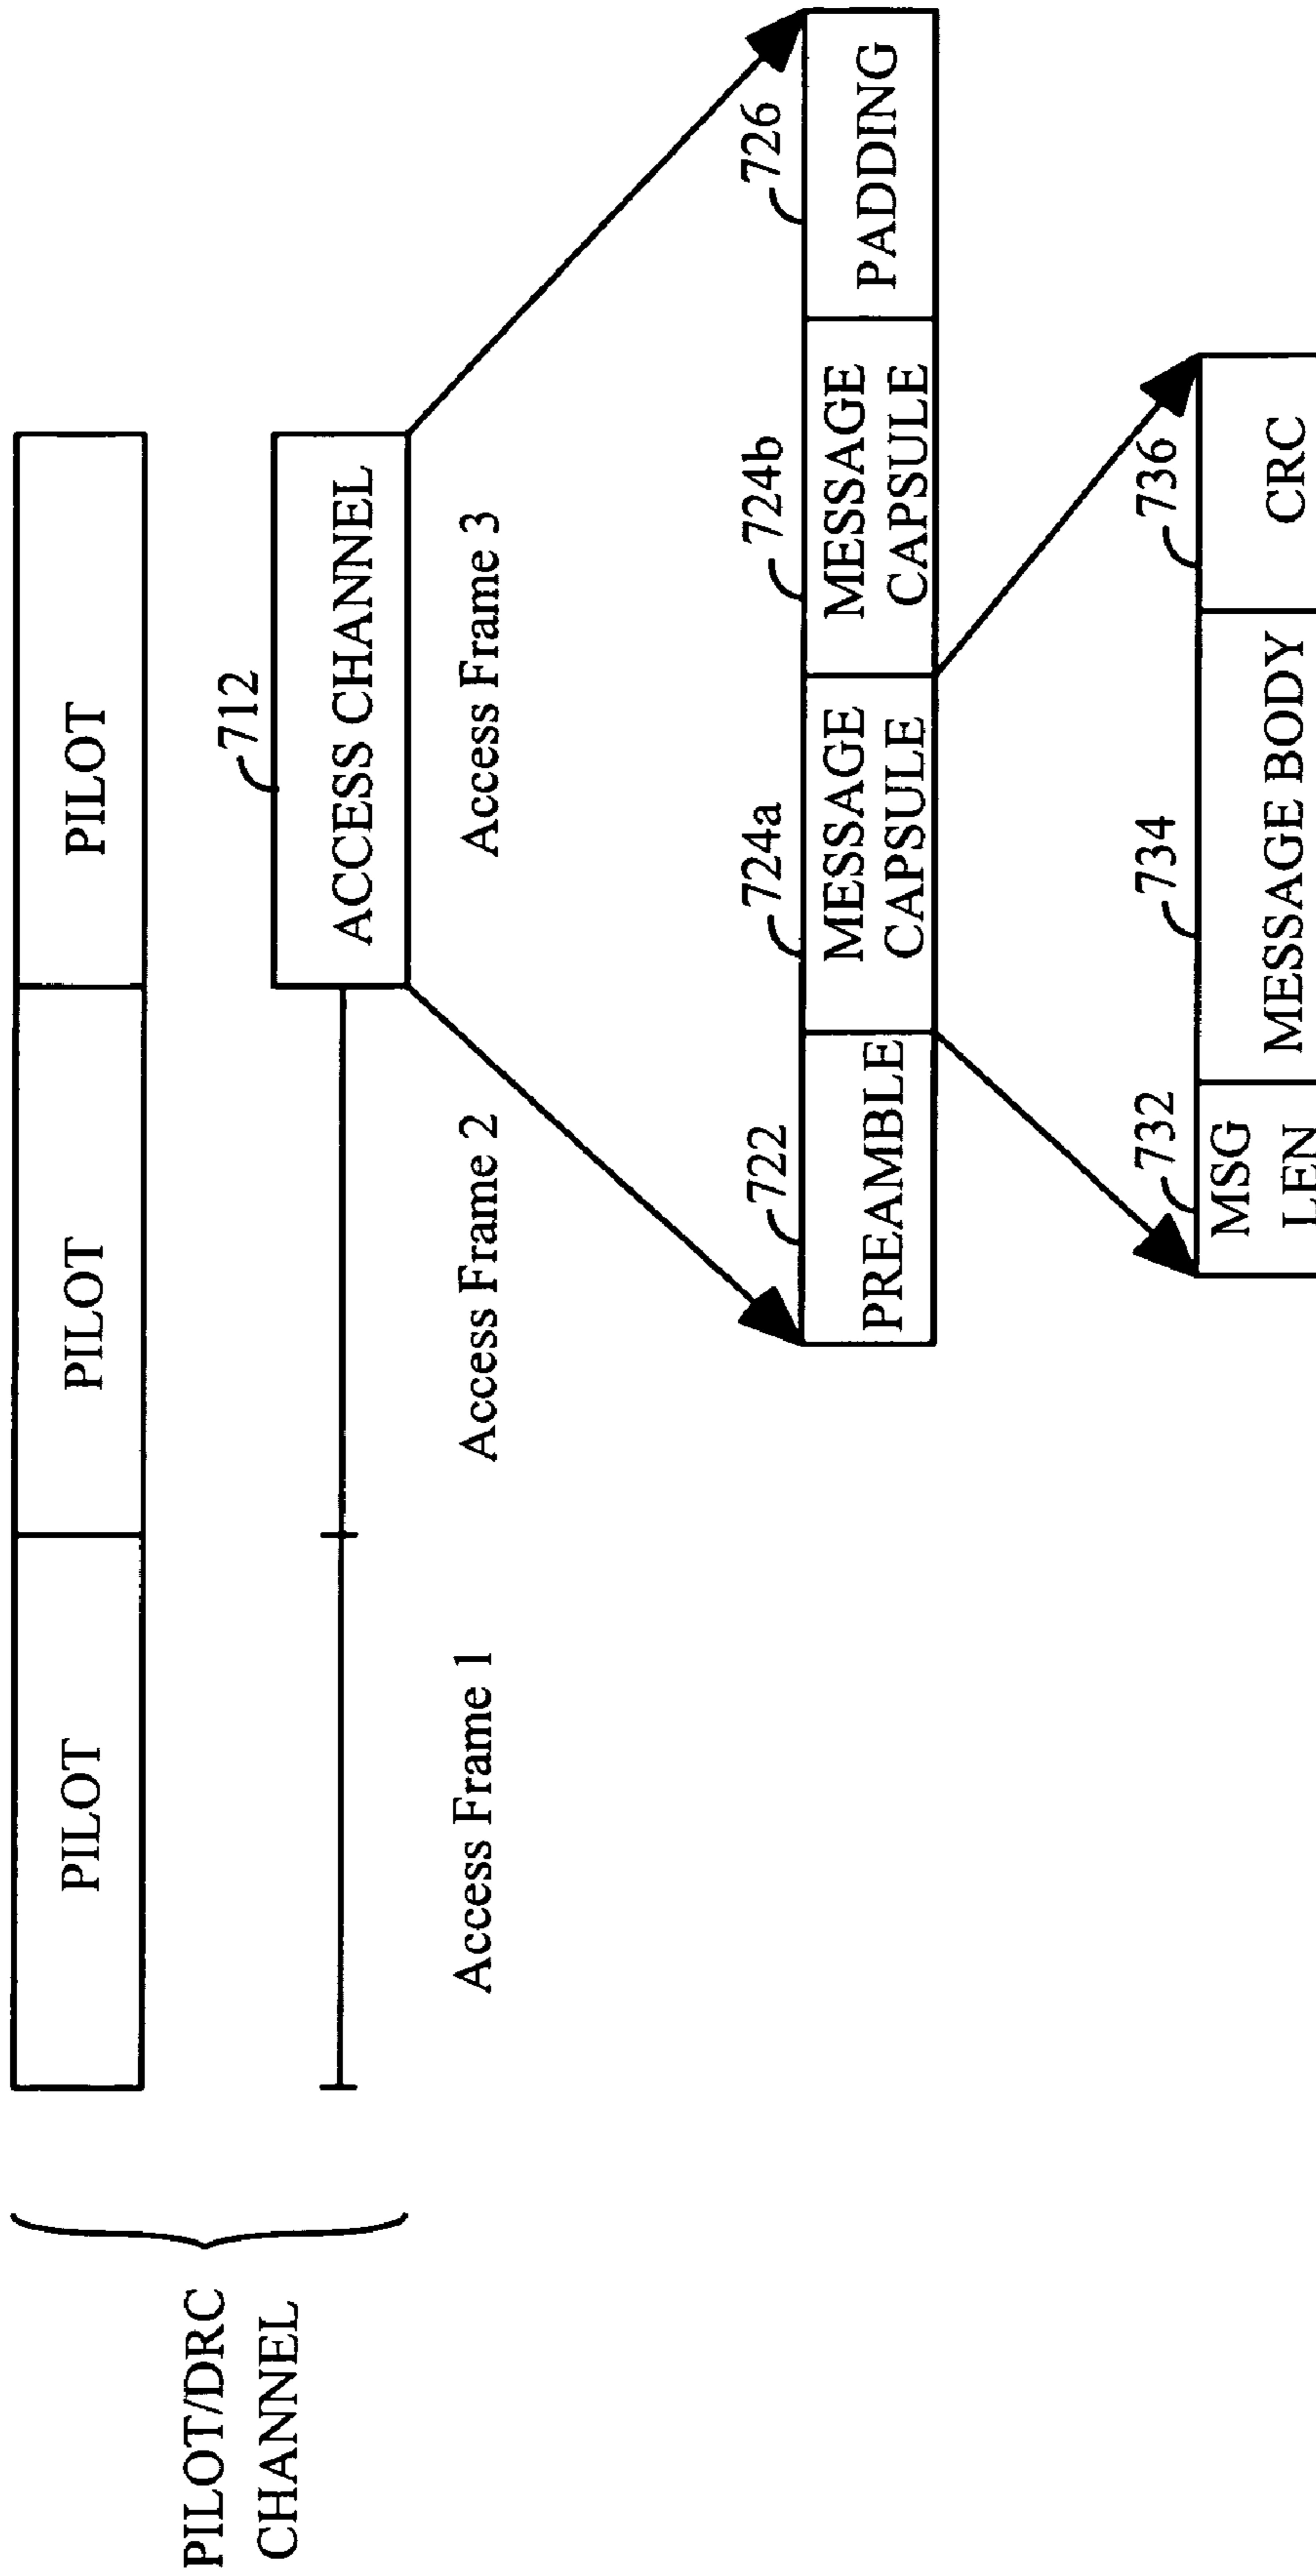 PILOT/DRC
CHANNEL
PILOT
PILOT
PILOT
712
ACCESS CHANNEL
Access Frame 1
Access Frame 2
Access Frame 3
722
724a
724b
726
PREAMBLE
MESSAGE
CAPSULE
MESSAGE
CAPSULE
PADDING
732
734
736
MSG
LEN
MESSAGE BODY
CRC